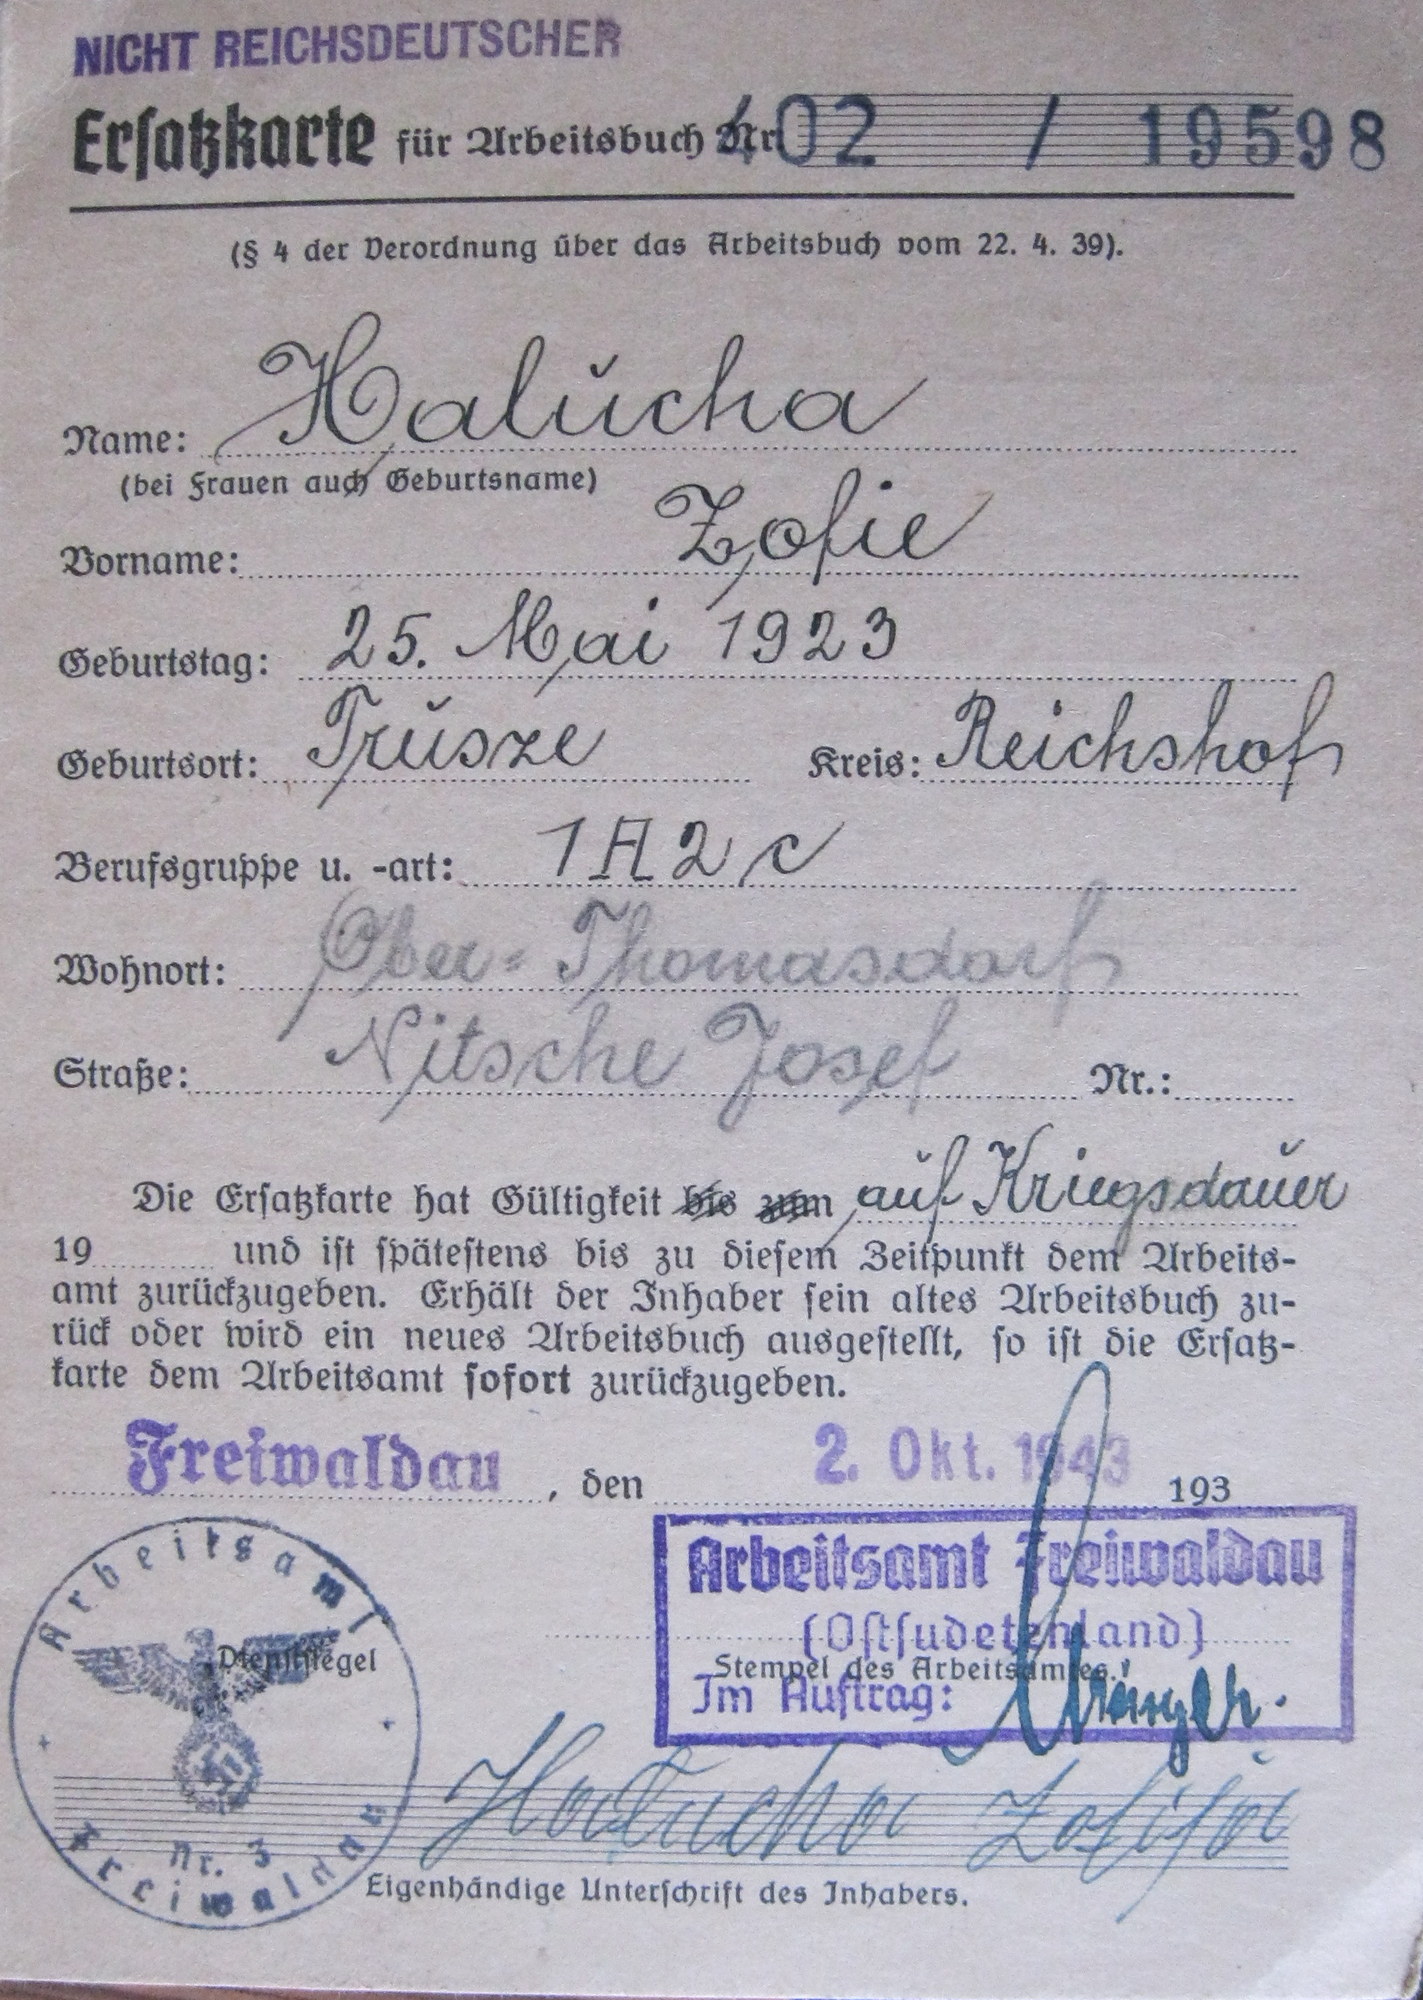 NICHT REICHSDEUTSCHER
Ersatzkarte für Arbeitsbuch Nr 402 / 19598
(§ 4 der Verordnung über das Arbeitsbuch vom 22. 4. 39).
Name: Halucha
(bei Frauen auch Geburtsname)
Vorname: Zofie
Geburtstag: 25. Mai 1923
Geburtsort: Trusze Kreis: Reichshof
Berufsgruppe u. -art: 1A2c
Wohnort: Ober-Thomasdorf
Straße: Nitsche Josef Nr.:
Die Ersatzkarte hat Gültigkeit bis zum auf Kriegsdauer
19 und ist spätestens bis zu diesem Zeitpunkt dem Arbeits-
amt zurückzugeben. Erhält der Inhaber sein altes Arbeitsbuch zu-
rück oder wird ein neues Arbeitsbuch ausgestellt, so ist die Ersatz-
karte dem Arbeitsamt sofort zurückzugeben.
Freiwaldau, den 2. Okt. 1943 193
Arbeitsamt
Freiwaldau
Nr. 3
Dienstsiegel
Arbeitsamt Freiwaldau
(Ostsudetenland)
Stempel des Arbeitsamtes.
Im Auftrag:
Hałucha Zofija
Eigenhändige Unterschrift des Inhabers.